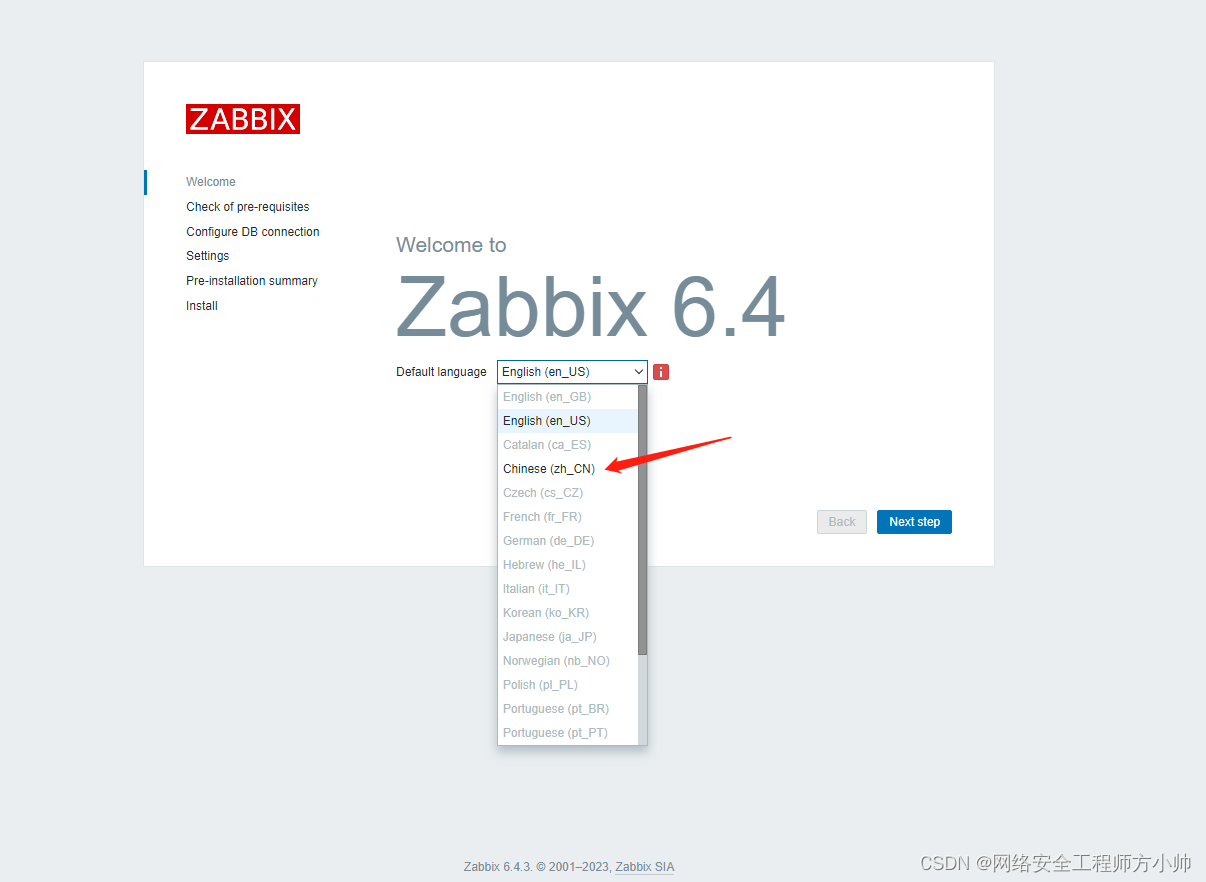 ZABBIX
Welcome
Check of pre-requisites
Configure DB connection
Settings
Pre-installation summary
Install
Welcome to
Zabbix 6.4
Default language English (en_US)
English (en_GB)
English (en_US)
Catalan (ca_ES)
Chinese (zh_CN)
Czech (cs_CZ)
French (fr_FR)
German (de_DE)
Hebrew (he_IL)
Italian (it_IT)
Korean (ko_KR)
Japanese (ja_JP)
Norwegian (nb_NO)
Polish (pl_PL)
Portuguese (pt_BR)
Portuguese (pt_PT)
Back Next step
Zabbix 6.4.3. © 2001–2023, Zabbix SIA
CSDN @网络安全工程师方小帅